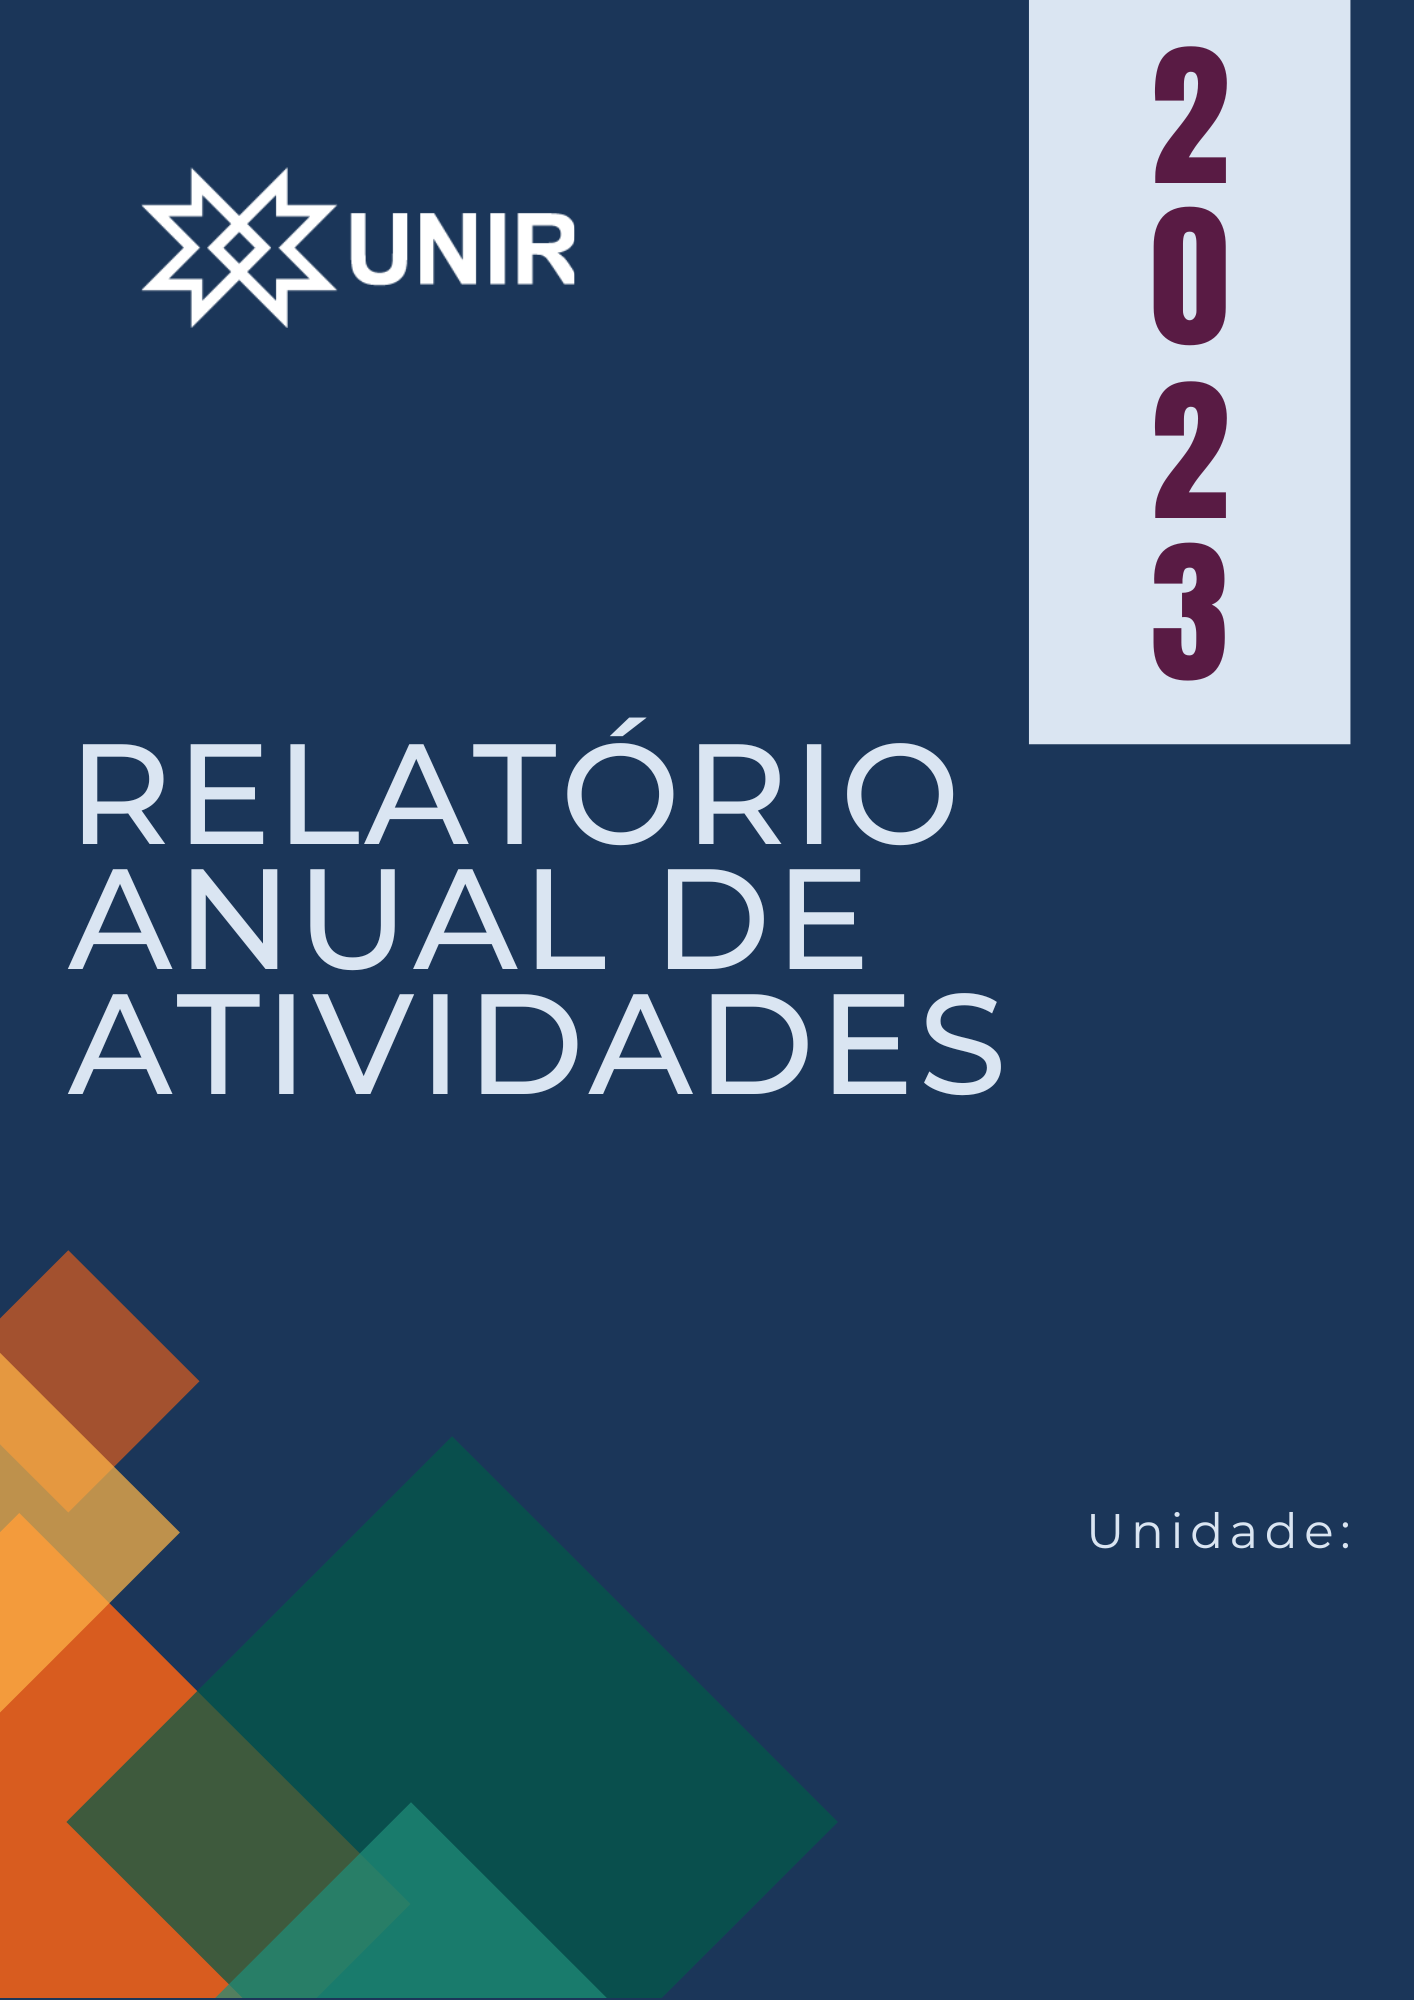 UNIR
2
0
2
3
RELATÓRIO
ANUAL DE
ATIVIDADES
Unidade: